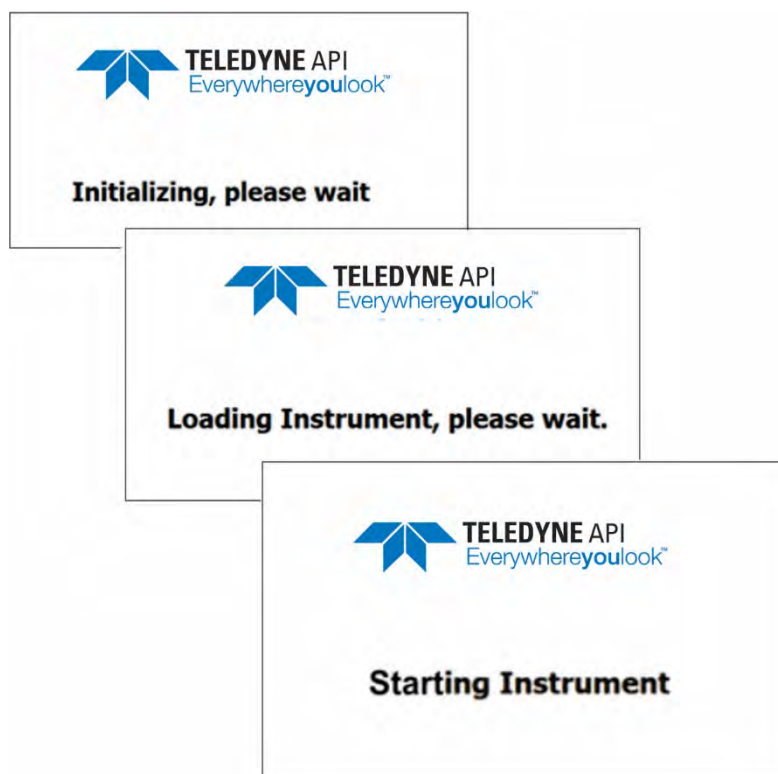 TELEDYNE API
Everywhereyoulook™
Initializing, please wait
TELEDYNE API
Everywhereyoulook™
Loading Instrument, please wait.
TELEDYNE API
Everywhereyoulook™
Starting Instrument